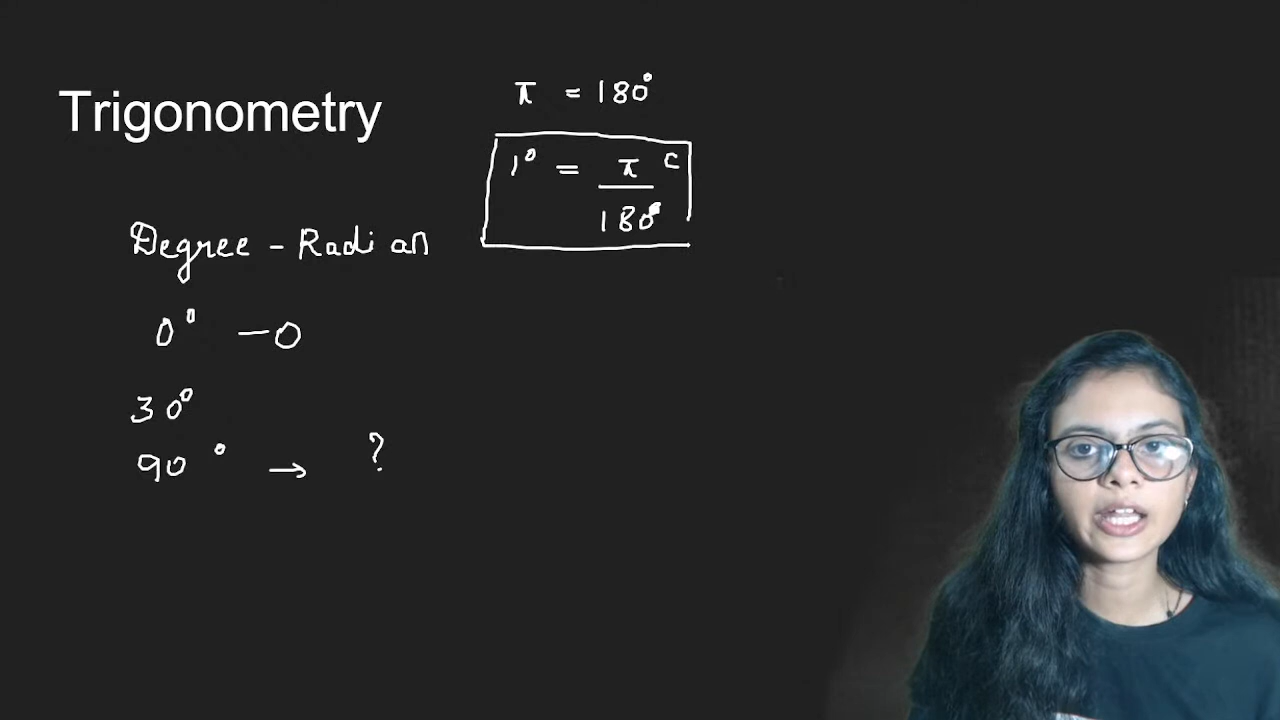 Trigonometry
π = 180°
1° = π ᶜ
180°
Degree - Radian
0° - 0
30°
90° → ?